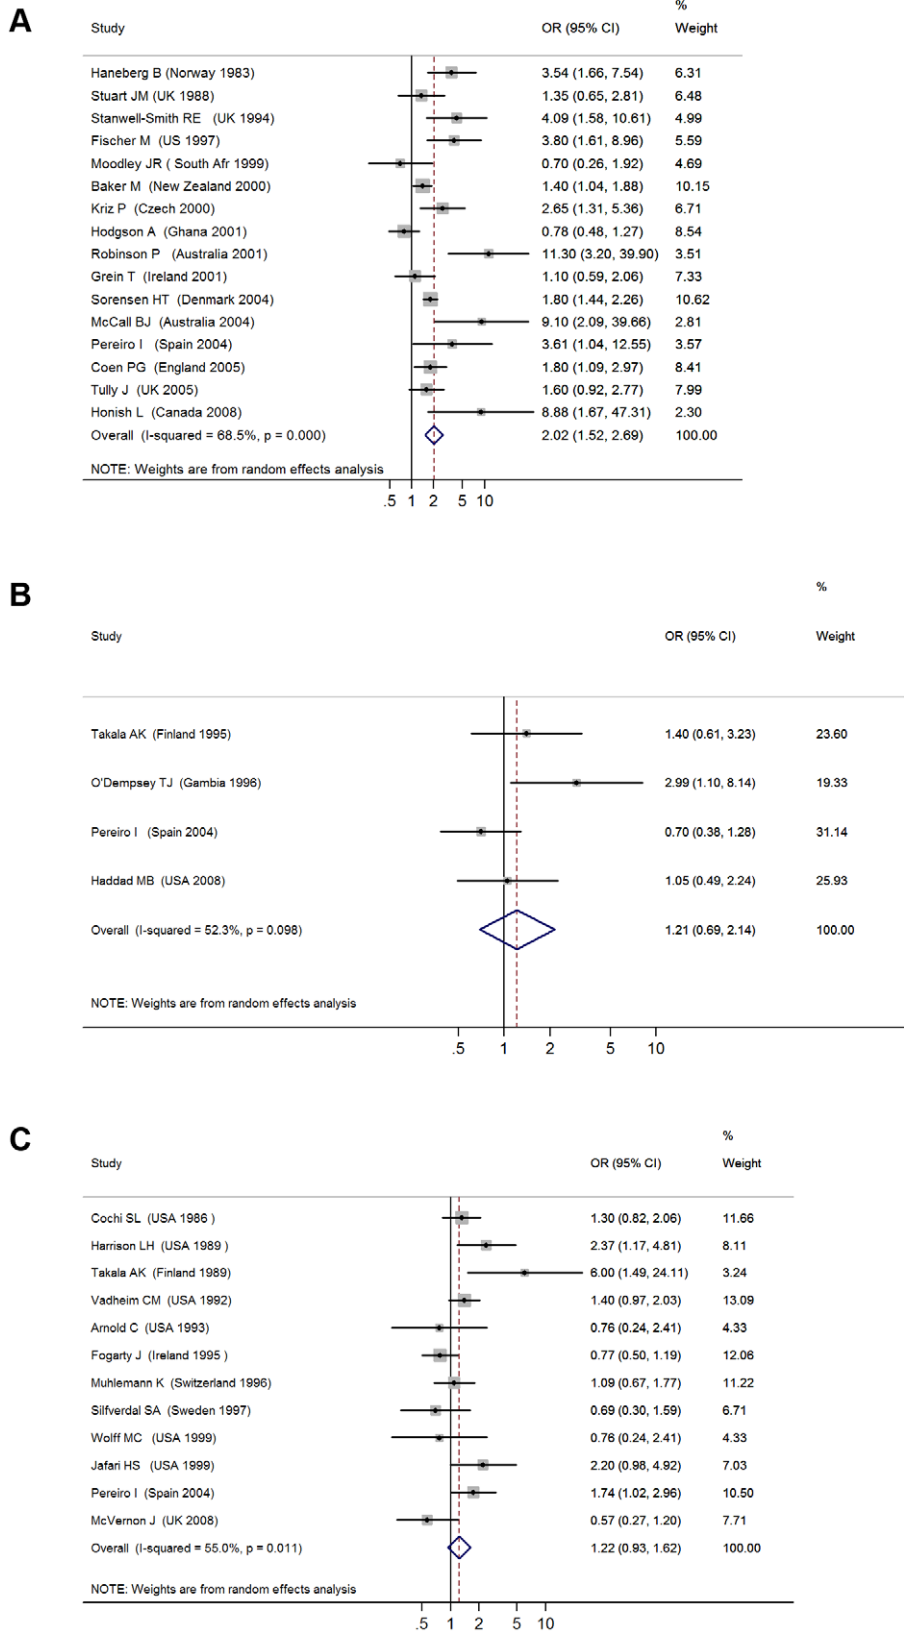 A
%
Study OR (95% CI) Weight
Haneberg B (Norway 1983) 3.54 (1.66, 7.54) 6.31
Stuart JM (UK 1988) 1.35 (0.65, 2.81) 6.48
Stanwell-Smith RE (UK 1994) 4.09 (1.58, 10.61) 4.99
Fischer M (US 1997) 3.80 (1.61, 8.96) 5.59
Moodley JR ( South Afr 1999) 0.70 (0.26, 1.92) 4.69
Baker M (New Zealand 2000) 1.40 (1.04, 1.88) 10.15
Kriz P (Czech 2000) 2.65 (1.31, 5.36) 6.71
Hodgson A (Ghana 2001) 0.78 (0.48, 1.27) 8.54
Robinson P (Australia 2001) 11.30 (3.20, 39.90) 3.51
Grein T (Ireland 2001) 1.10 (0.59, 2.06) 7.33
Sorensen HT (Denmark 2004) 1.80 (1.44, 2.26) 10.62
McCall BJ (Australia 2004) 9.10 (2.09, 39.66) 2.81
Pereiro I (Spain 2004) 3.61 (1.04, 12.55) 3.57
Coen PG (England 2005) 1.80 (1.09, 2.97) 8.41
Tully J (UK 2005) 1.60 (0.92, 2.77) 7.99
Honish L (Canada 2008) 8.88 (1.67, 47.31) 2.30
Overall (I-squared = 68.5%, p = 0.000) 2.02 (1.52, 2.69) 100.00
NOTE: Weights are from random effects analysis
.5 1 2 5 10
B
%
Study OR (95% CI) Weight
Takala AK (Finland 1995) 1.40 (0.61, 3.23) 23.60
O'Dempsey TJ (Gambia 1996) 2.99 (1.10, 8.14) 19.33
Pereiro I (Spain 2004) 0.70 (0.38, 1.28) 31.14
Haddad MB (USA 2008) 1.05 (0.49, 2.24) 25.93
Overall (I-squared = 52.3%, p = 0.098) 1.21 (0.69, 2.14) 100.00
NOTE: Weights are from random effects analysis
.5 1 2 5 10
C
%
Study OR (95% CI) Weight
Cochi SL (USA 1986 ) 1.30 (0.82, 2.06) 11.66
Harrison LH (USA 1989 ) 2.37 (1.17, 4.81) 8.11
Takala AK (Finland 1989) 6.00 (1.49, 24.11) 3.24
Vadheim CM (USA 1992) 1.40 (0.97, 2.03) 13.09
Arnold C (USA 1993) 0.76 (0.24, 2.41) 4.33
Fogarty J (Ireland 1995 ) 0.77 (0.50, 1.19) 12.06
Muhlemann K (Switzerland 1996) 1.09 (0.67, 1.77) 11.22
Silfverdal SA (Sweden 1997) 0.69 (0.30, 1.59) 6.71
Wolff MC (USA 1999) 0.76 (0.24, 2.41) 4.33
Jafari HS (USA 1999) 2.20 (0.98, 4.92) 7.03
Pereiro I (Spain 2004) 1.74 (1.02, 2.96) 10.50
McVernon J (UK 2008) 0.57 (0.27, 1.20) 7.71
Overall (I-squared = 55.0%, p = 0.011) 1.22 (0.93, 1.62) 100.00
NOTE: Weights are from random effects analysis
.5 1 2 5 10